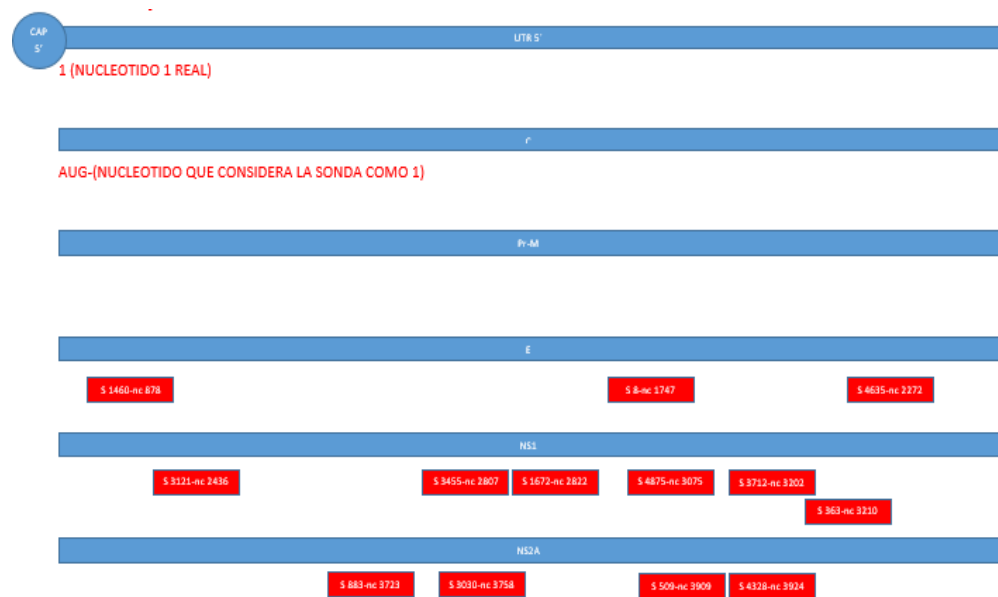 CAP
5'
UTR 5'
1 (NUCLEOTIDO 1 REAL)
C
AUG-(NUCLEOTIDO QUE CONSIDERA LA SONDA COMO 1)
Pr-M
E
S 1460-nc 878
S 8-nc 1747
S 4635-nc 2272
NS1
S 3121-nc 2436
S 3455-nc 2807
S 1672-nc 2822
S 4875-nc 3075
S 3712-nc 3202
S 363-nc 3210
NS2A
S 883-nc 3723
S 3030-nc 3758
S 509-nc 3909
S 4328-nc 3924